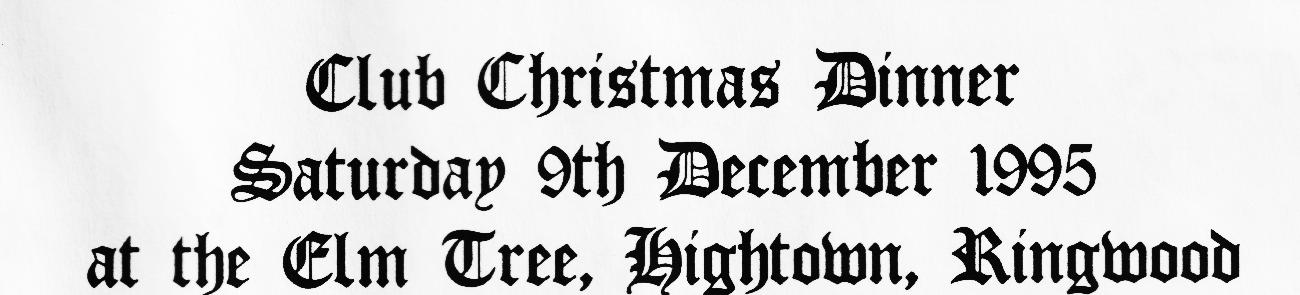 Club Christmas Dinner
Saturday 9th December 1995
at the Elm Tree, Hightown, Ringwood